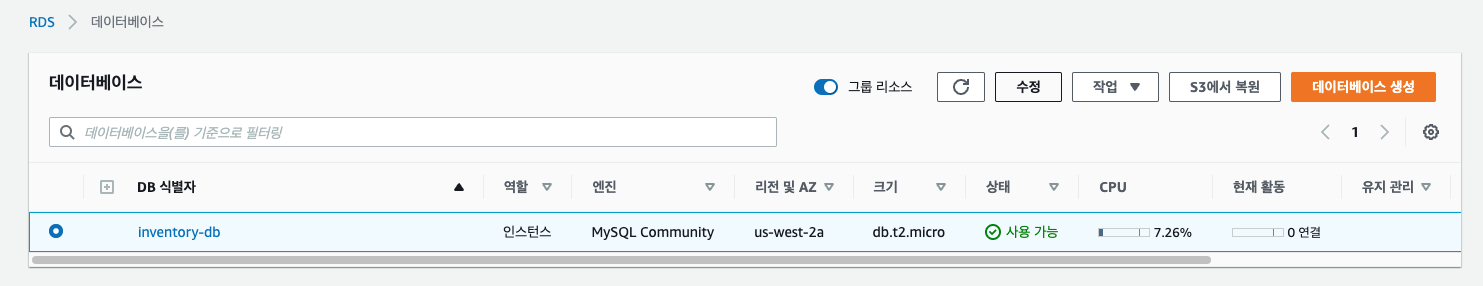 RDS > 데이터베이스
데이터베이스 그룹 리소스 수정 작업 S3에서 복원 데이터베이스 생성
데이터베이스을(를) 기준으로 필터링 1
DB 식별자 역할 엔진 리전 및 AZ 크기 상태 CPU 현재 활동 유지 관리
inventory-db 인스턴스 MySQL Community us-west-2a db.t2.micro 사용 가능 7.26% 0 연결